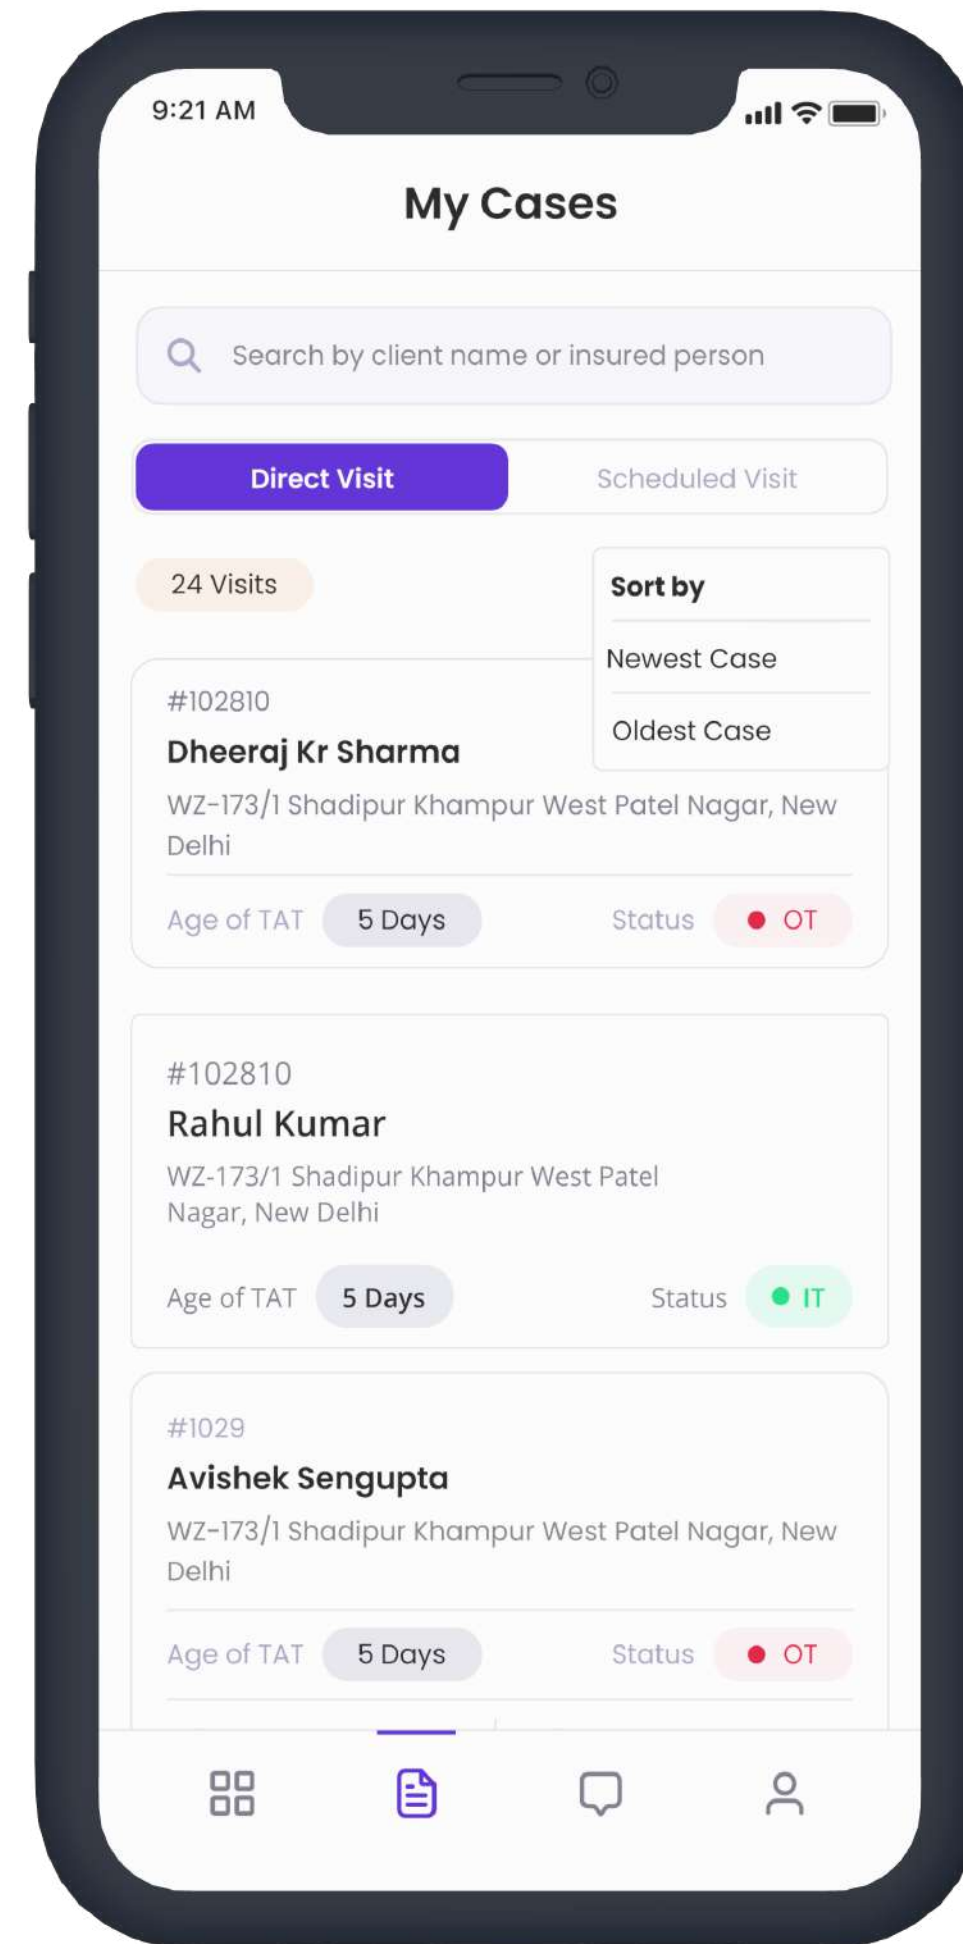 9:21 AM
My Cases
Search by client name or insured person
Direct Visit
Scheduled Visit
24 Visits
Sort by
Newest Case
Oldest Case
#102810
Dheeraj Kr Sharma
WZ-173/1 Shadipur Khampur West Patel Nagar, New
Delhi
Age of TAT 5 Days Status OT
#102810
Rahul Kumar
WZ-173/1 Shadipur Khampur West Patel
Nagar, New Delhi
Age of TAT 5 Days Status IT
#1029
Avishek Sengupta
WZ-173/1 Shadipur Khampur West Patel Nagar, New
Delhi
Age of TAT 5 Days Status OT